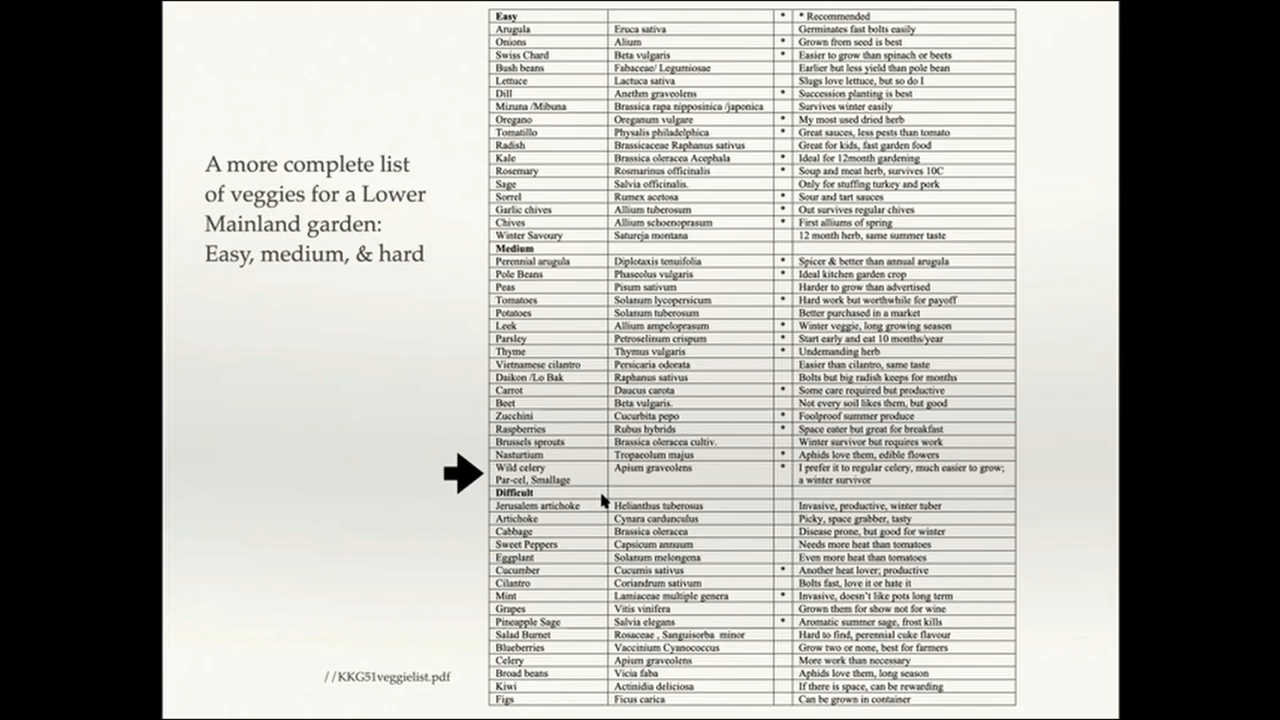 A more complete list
of veggies for a Lower
Mainland garden:
Easy, medium, & hard
//KKG51veggielist.pdf
Easy * * Recommended
Arugula Eruca sativa Germinates fast bolts easily
Onions Alium * Grown from seed is best
Swiss Chard Beta vulgaris * Easier to grow than spinach or beets
Bush beans Fabaceae/ Legumiosae Earlier but less yield than pole bean
Lettuce Lactuca sativa Slugs love lettuce, but so do I
Dill Anethm graveolens * Succession planting is best
Mizuna /Mibuna Brassica rapa nipposinica /japonica Survives winter easily
Oregano Oreganum vulgare * My most used dried herb
Tomatillo Physalis philadelphica * Great sauces, less pests than tomato
Radish Brassicaceae Raphanus sativus Great for kids, fast garden food
Kale Brassica oleracea Acephala * Ideal for 12month gardening
Rosemary Rosmarinus officinalis * Soup and meat herb, survives 10C
Sage Salvia officinalis. Only for stuffing turkey and pork
Sorrel Rumex acetosa * Sour and tart sauces
Garlic chives Allium tuberosum * Out survives regular chives
Chives Allium schoenoprasum * First alliums of spring
Winter Savoury Satureja montana 12 month herb, same summer taste
Medium
Perennial arugula Diplotaxis tenuifolia * Spicer & better than annual arugula
Pole Beans Phaseolus vulgaris * Ideal kitchen garden crop
Peas Pisum sativum Harder to grow than advertised
Tomatoes Solanum lycopersicum * Hard work but worthwhile for payoff
Potatoes Solanum tuberosum Better purchased in a market
Leek Allium ampeloprasum * Winter veggie, long growing season
Parsley Petroselinum crispum * Start early and eat 10 months/year
Thyme Thymus vulgaris * Undemanding herb
Vietnamese cilantro Persicaria odorata Easier than cilantro, same taste
Daikon /Lo Bak Raphanus sativus Bolts but big radish keeps for months
Carrot Daucus carota * Some care required but productive
Beet Beta vulgaris. Not every soil likes them, but good
Zucchini Cucurbita pepo * Foolproof summer produce
Raspberries Rubus hybrids * Space eater but great for breakfast
Brussels sprouts Brassica oleracea cultiv. Winter survivor but requires work
Nasturtium Tropaeolum majus * Aphids love them, edible flowers
Wild celery Apium graveolens * I prefer it to regular celery, much easier to grow;
Par-cel, Smallage a winter survivor
Difficult
Jerusalem artichoke Helianthus tuberosus Invasive, productive, winter tuber
Artichoke Cynara cardunculus Picky, space grabber, tasty
Cabbage Brassica oleracea Disease prone, but good for winter
Sweet Peppers Capsicum annuum Needs more heat than tomatoes
Eggplant Solanum melongena Even more heat than tomatoes
Cucumber Cucumis sativus * Another heat lover; productive
Cilantro Coriandrum sativum Bolts fast, love it or hate it
Mint Lamiaceae multiple genera * Invasive, doesn't like pots long term
Grapes Vitis vinifera Grown them for show not for wine
Pineapple Sage Salvia elegans * Aromatic summer sage, frost kills
Salad Burnet Rosaceae , Sanguisorba minor Hard to find, perennial cuke flavour
Blueberries Vaccinium Cyanococcus Grow two or none, best for farmers
Celery Apium graveolens More work than necessary
Broad beans Vicia faba Aphids love them, long season
Kiwi Actinidia deliciosa If there is space, can be rewarding
Figs Ficus carica Can be grown in container